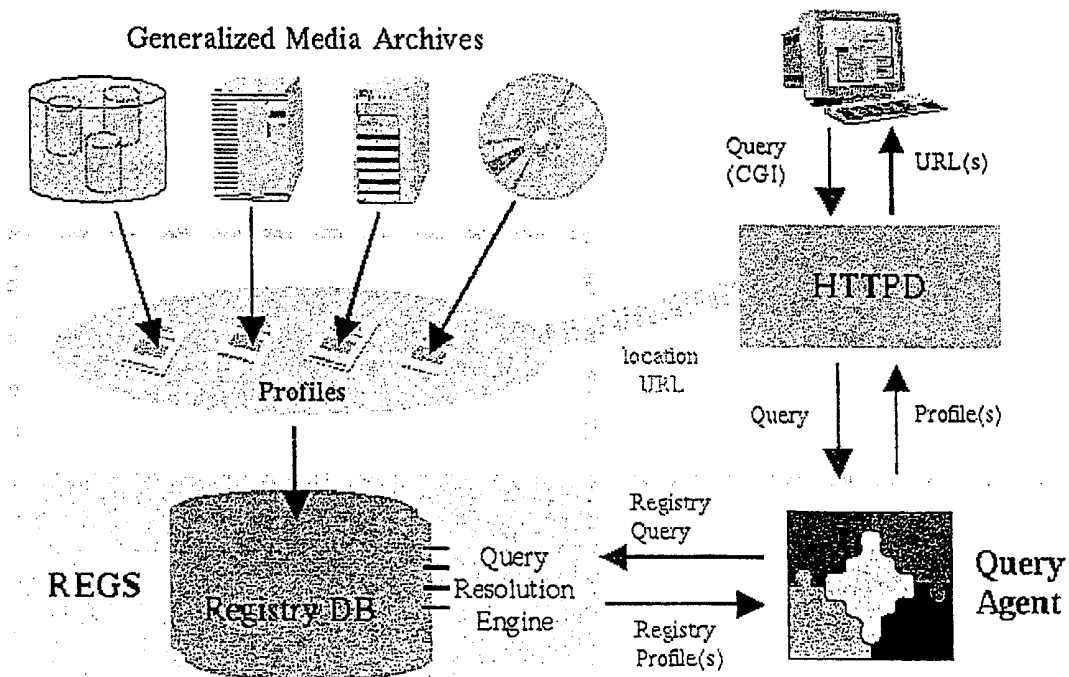 Generalized Media Archives
Query
(CGI)
URL(s)
HTTPD
location
URL
Profiles
Query
Profile(s)
Registry
Query
REGS
Registry DB
Query
Resolution
Engine
Query
Agent
Registry
Profile(s)